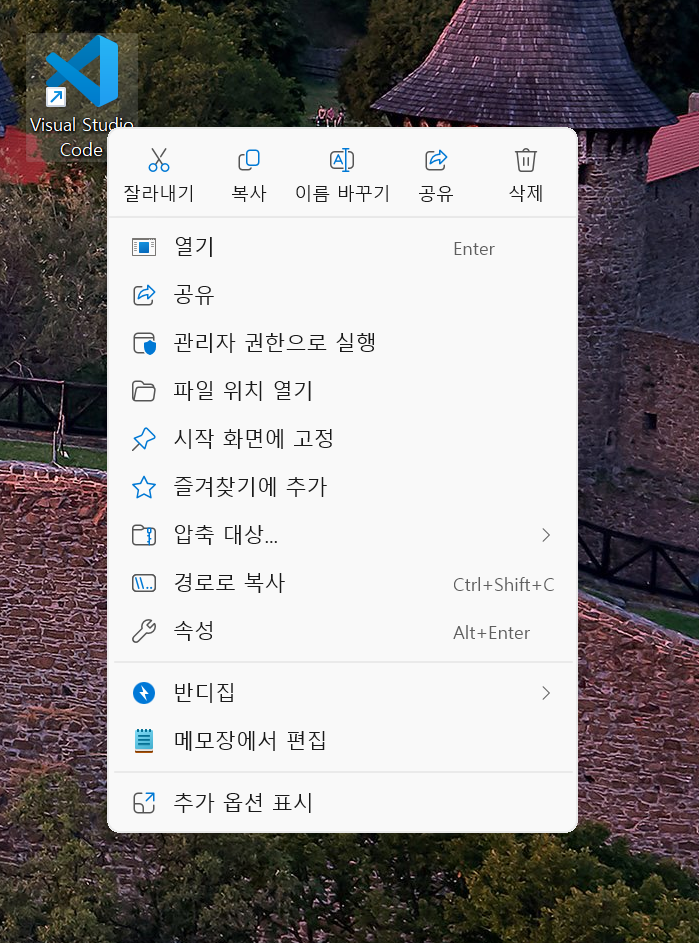 Visual Studio
Code
잘라내기 복사 이름 바꾸기 공유 삭제
열기 Enter
공유
관리자 권한으로 실행
파일 위치 열기
시작 화면에 고정
즐겨찾기에 추가
압축 대상...
경로로 복사 Ctrl+Shift+C
속성 Alt+Enter
반디집
메모장에서 편집
추가 옵션 표시